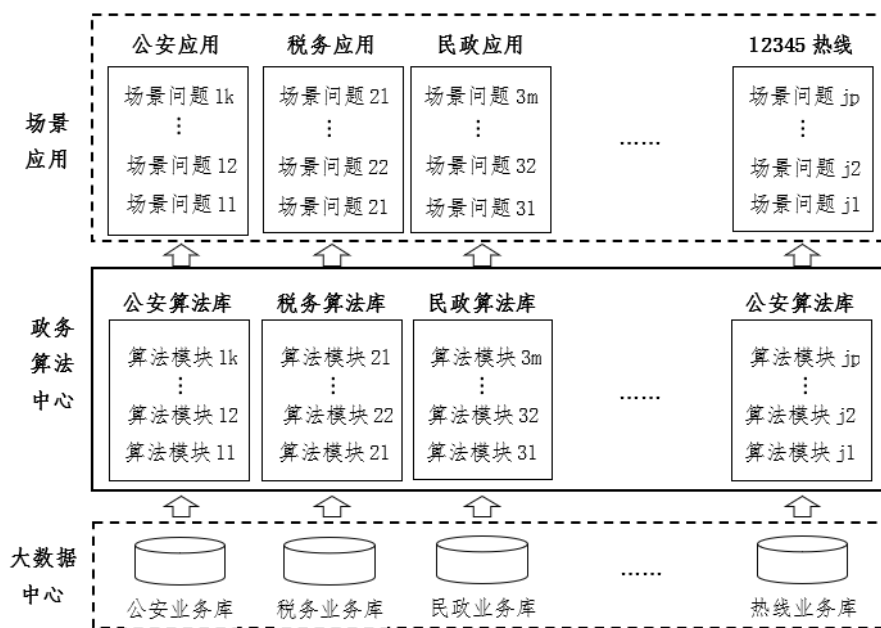 公安应用
税务应用
民政应用
12345 热线
场景
应用
场景问题 1k
⋮
场景问题 12
场景问题 11
场景问题 21
⋮
场景问题 22
场景问题 21
场景问题 3m
⋮
场景问题 32
场景问题 31
……
场景问题 jp
⋮
场景问题 j2
场景问题 j1
政务
算法
中心
公安算法库
税务算法库
民政算法库
公安算法库
算法模块 1k
⋮
算法模块 12
算法模块 11
算法模块 21
⋮
算法模块 22
算法模块 21
算法模块 3m
⋮
算法模块 32
算法模块 31
……
算法模块 jp
⋮
算法模块 j2
算法模块 j1
大数据
中心
公安业务库
税务业务库
民政业务库
……
热线业务库